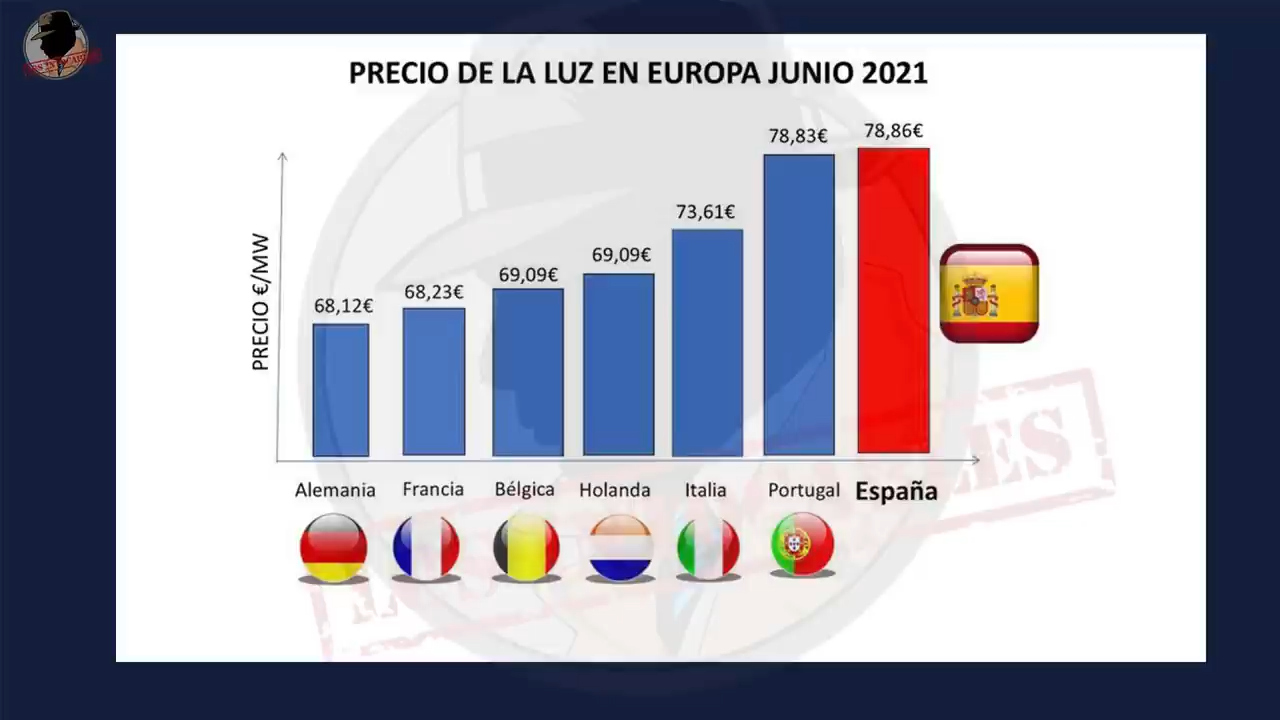 PRECIO DE LA LUZ EN EUROPA JUNIO 2021
78,86€
78,83€
73,61€
69,09€
69,09€
68,23€
68,12€
PRECIO €/MW
Alemania
Francia
Bélgica
Holanda
Italia
Portugal
España